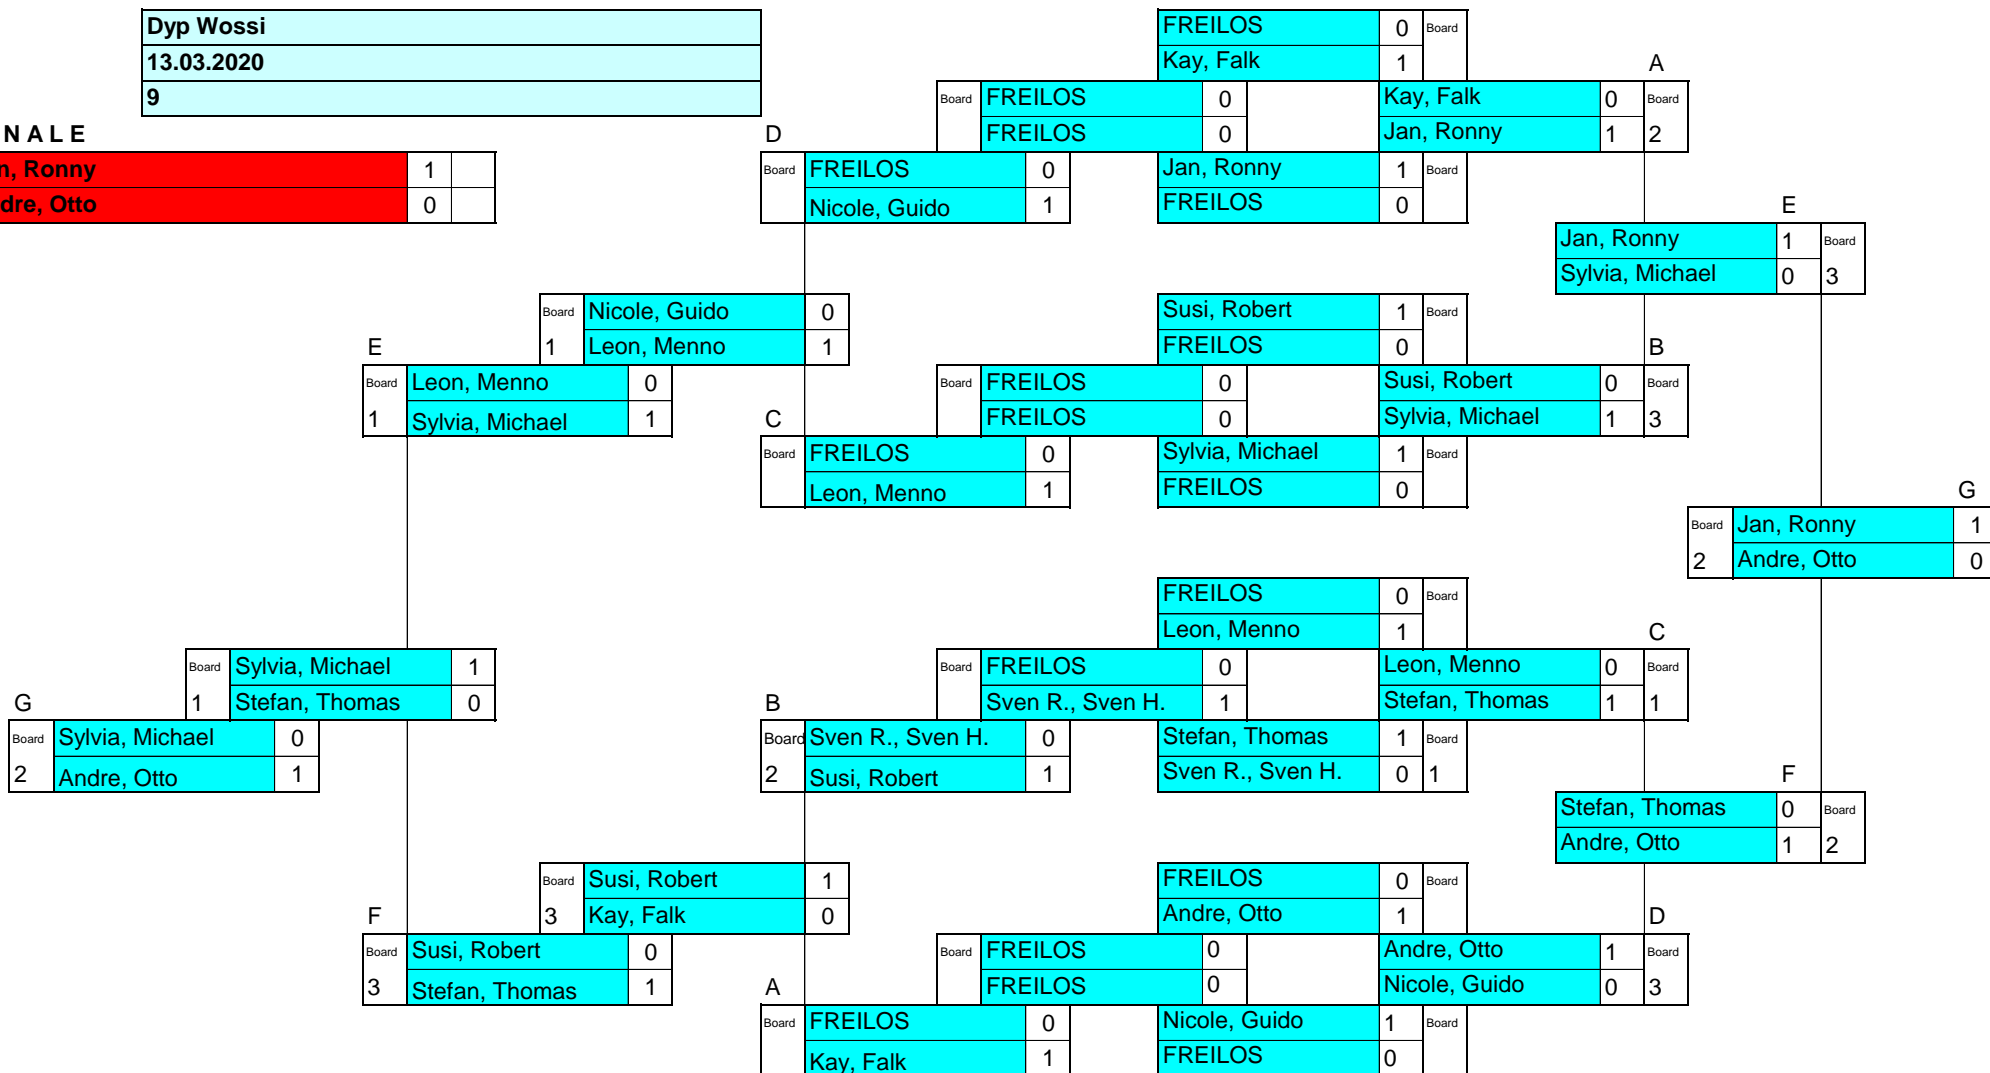 Dyp Wossi
13.03.2020
9
N A L E
n, Ronny 1
dre, Otto 0
FREILOS 0 Board
Kay, Falk 1
A
Board FREILOS 0
FREILOS 0
Kay, Falk 0 Board
Jan, Ronny 1 2
D
Board FREILOS 0
Nicole, Guido 1
Jan, Ronny 1 Board
FREILOS 0
E
Jan, Ronny 1 Board
Sylvia, Michael 0 3
Board Nicole, Guido 0
1 Leon, Menno 1
Susi, Robert 1 Board
FREILOS 0
E
B
Board Leon, Menno 0
1 Sylvia, Michael 1
Board FREILOS 0
FREILOS 0
Susi, Robert 0 Board
Sylvia, Michael 1 3
C
Board FREILOS 0
Leon, Menno 1
Sylvia, Michael 1 Board
FREILOS 0
G
Board Jan, Ronny 1
2 Andre, Otto 0
FREILOS 0 Board
Leon, Menno 1
C
Board Sylvia, Michael 1
1 Stefan, Thomas 0
Board FREILOS 0
Sven R., Sven H. 1
Leon, Menno 0 Board
Stefan, Thomas 1 1
G
B
Board Sylvia, Michael 0
2 Andre, Otto 1
Board Sven R., Sven H. 0
2 Susi, Robert 1
Stefan, Thomas 1 Board
Sven R., Sven H. 0 1
F
Stefan, Thomas 0 Board
Andre, Otto 1 2
Board Susi, Robert 1
3 Kay, Falk 0
FREILOS 0 Board
Andre, Otto 1
F
D
Board Susi, Robert 0
3 Stefan, Thomas 1
Board FREILOS 0
FREILOS 0
Andre, Otto 1 Board
Nicole, Guido 0 3
A
Board FREILOS 0
Kay, Falk 1
Nicole, Guido 1 Board
FREILOS 0